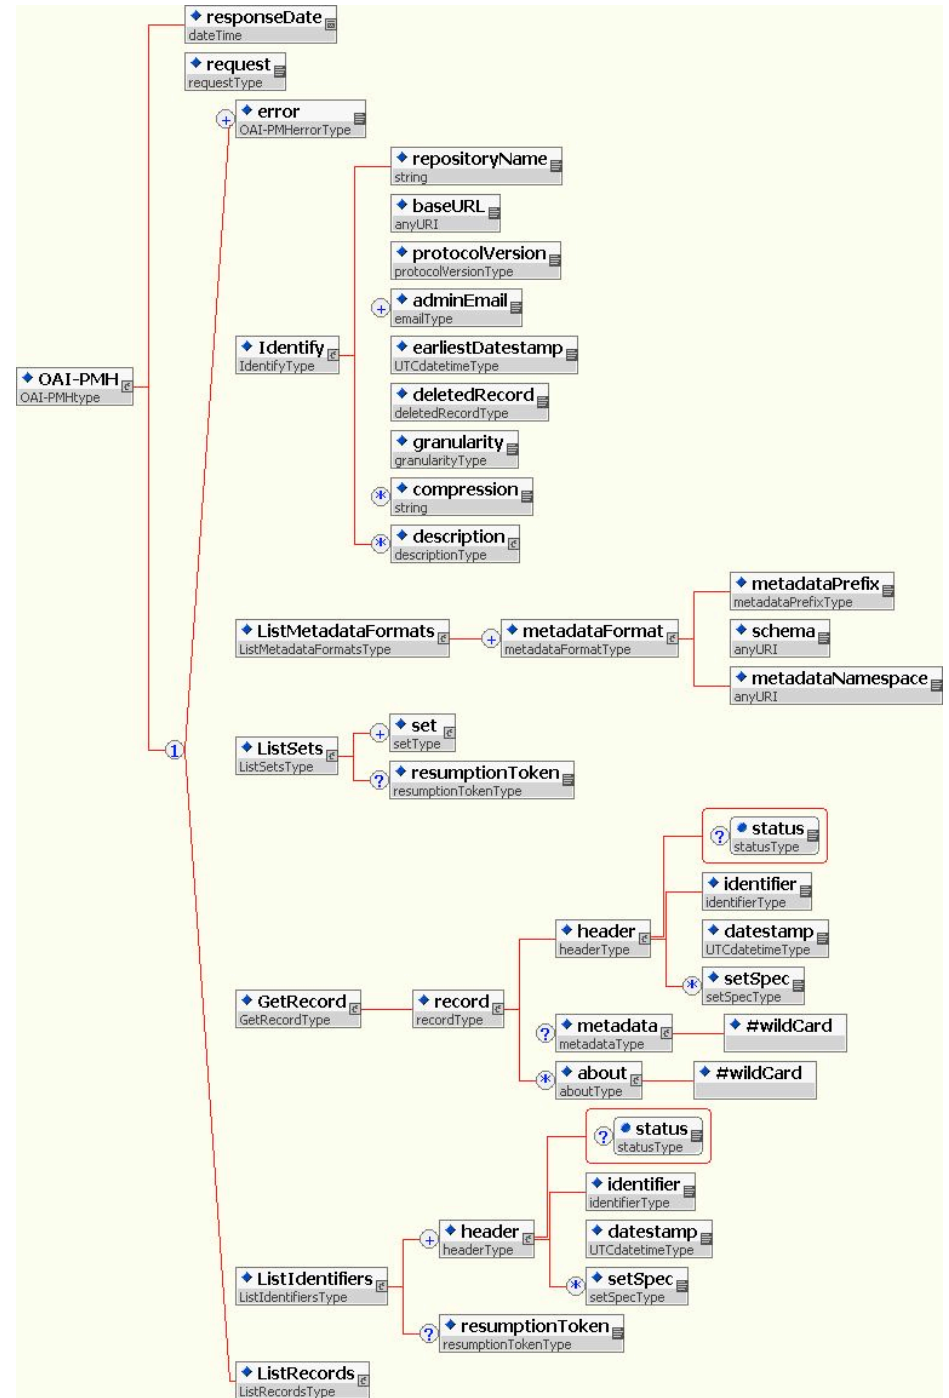 responseDate
dateTime
request
requestType
+
error
OAI-PMHerrorType
repositoryName
string
baseURL
anyURI
protocolVersion
protocolVersionType
+
adminEmail
emailType
Identify
IdentifyType
earliestDatestamp
UTCdatetimeType
OAI-PMH
OAI-PMHtype
deletedRecord
deletedRecordType
granularity
granularityType
*
compression
string
*
description
descriptionType
metadataPrefix
metadataPrefixType
ListMetadataFormats
ListMetadataFormatsType
+
metadataFormat
metadataFormatType
schema
anyURI
metadataNamespace
anyURI
1
ListSets
ListSetsType
+
set
setType
?
resumptionToken
resumptionTokenType
?
status
statusType
identifier
identifierType
header
headerType
datestamp
UTCdatetimeType
*
setSpec
setSpecType
GetRecord
GetRecordType
record
recordType
?
metadata
metadataType
#wildCard
*
about
aboutType
#wildCard
?
status
statusType
identifier
identifierType
+
header
headerType
datestamp
UTCdatetimeType
*
setSpec
setSpecType
ListIdentifiers
ListIdentifiersType
?
resumptionToken
resumptionTokenType
ListRecords
ListRecordsType